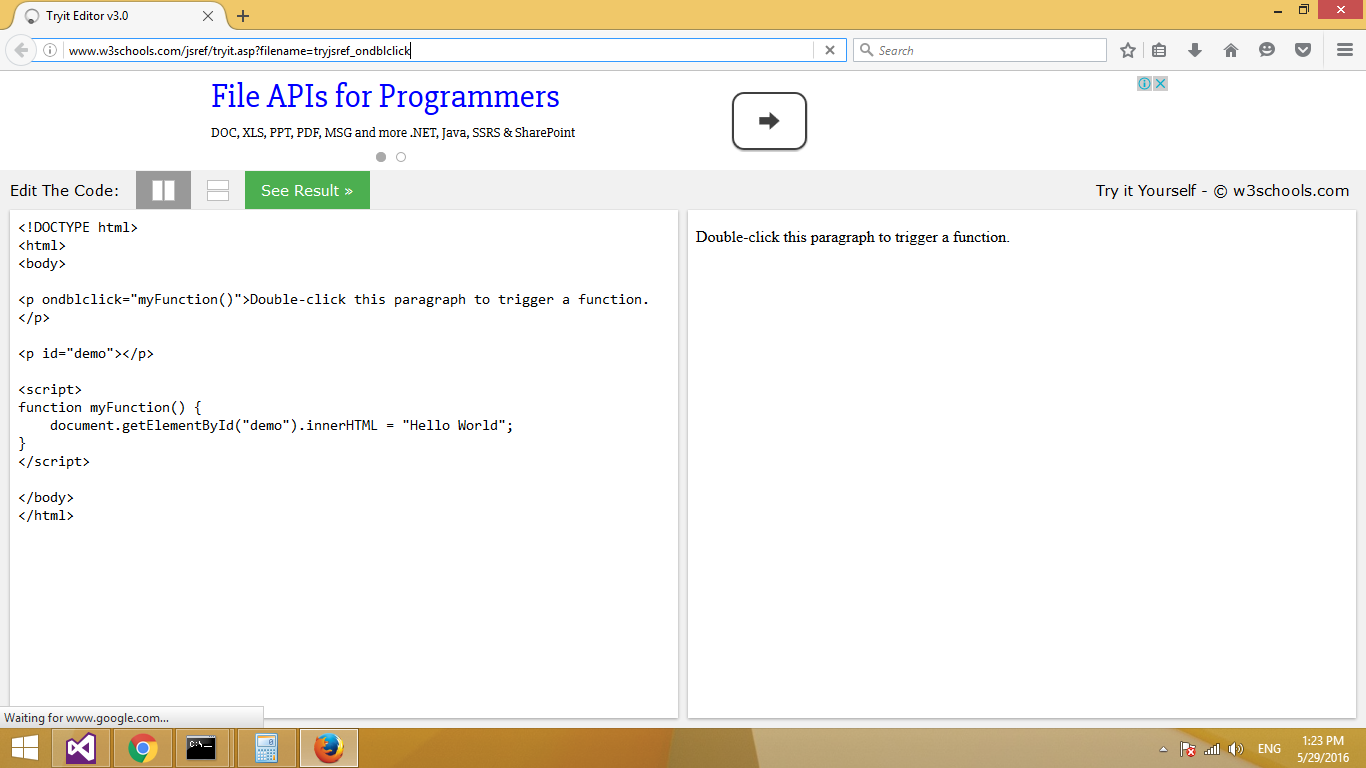 Tryit Editor v3.0
www.w3schools.com/jsref/tryit.asp?filename=tryjsref_ondblclick
Search
File APIs for Programmers
DOC, XLS, PPT, PDF, MSG and more .NET, Java, SSRS & SharePoint
Edit The Code:
See Result »
Try it Yourself - © w3schools.com
<!DOCTYPE html>
<html>
<body>
<p ondblclick="myFunction()">Double-click this paragraph to trigger a function.
</p>
<p id="demo"></p>
<script>
function myFunction() {
    document.getElementById("demo").innerHTML = "Hello World";
}
</script>
</body>
</html>
Double-click this paragraph to trigger a function.
Waiting for www.google.com...
C:\_
ENG
1:23 PM
5/29/2016